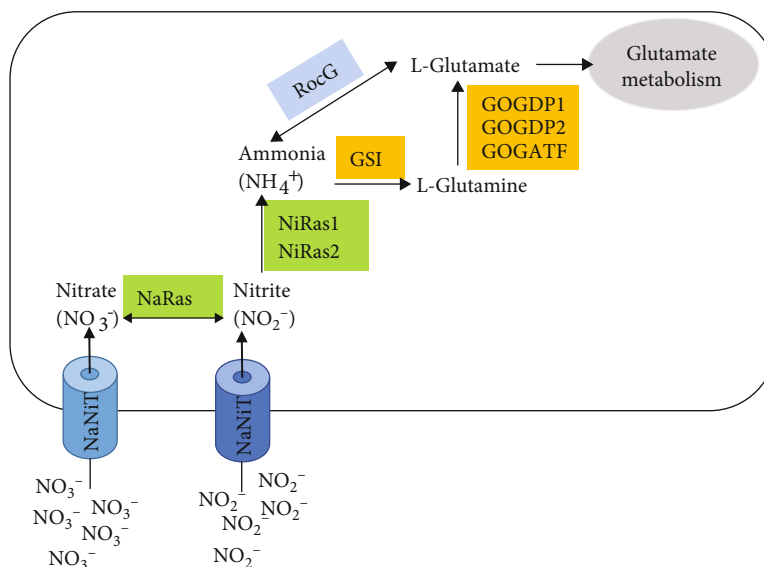 Glutamate
metabolism
RocG
L-Glutamate
GOGDP1
GOGDP2
GOGATF
Ammonia
(NH₄⁺)
GSI
L-Glutamine
NiRas1
NiRas2
Nitrate
(NO₃⁻)
NaRas
Nitrite
(NO₂⁻)
NaNiT
NaNiT
NO₃⁻
NO₃⁻
NO₃⁻
NO₃⁻
NO₃⁻
NO₂⁻
NO₂⁻
NO₂⁻
NO₂⁻
NO₂⁻